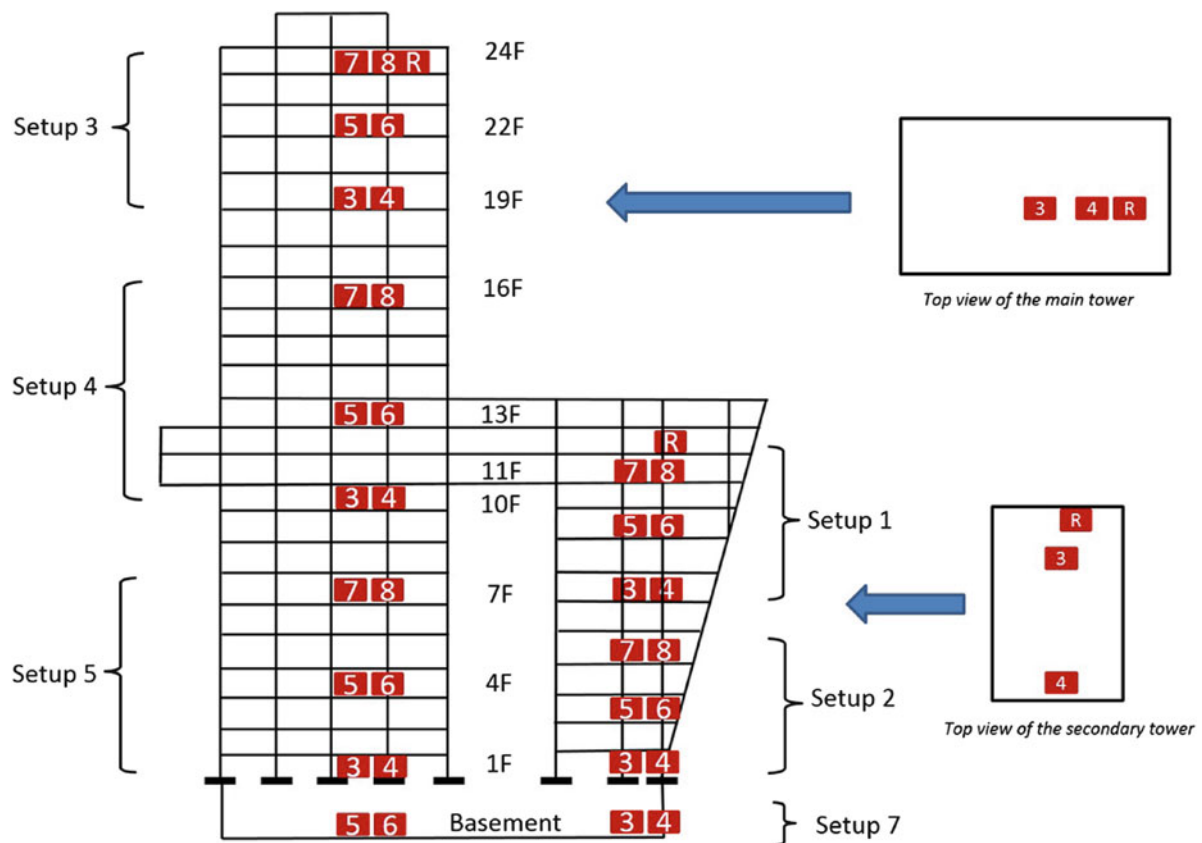 7 8 R 24F
Setup 3
5 6 22F
3 4 19F
3 4 R
Top view of the main tower
7 8 16F
Setup 4
5 6 13F
R
11F 7 8
3 4 10F
5 6 Setup 1
R
3
7 8 7F 3 4
7 8
Setup 5
5 6 4F
4
5 6 Setup 2
Top view of the secondary tower
3 4 1F 3 4
5 6 Basement 3 4 Setup 7